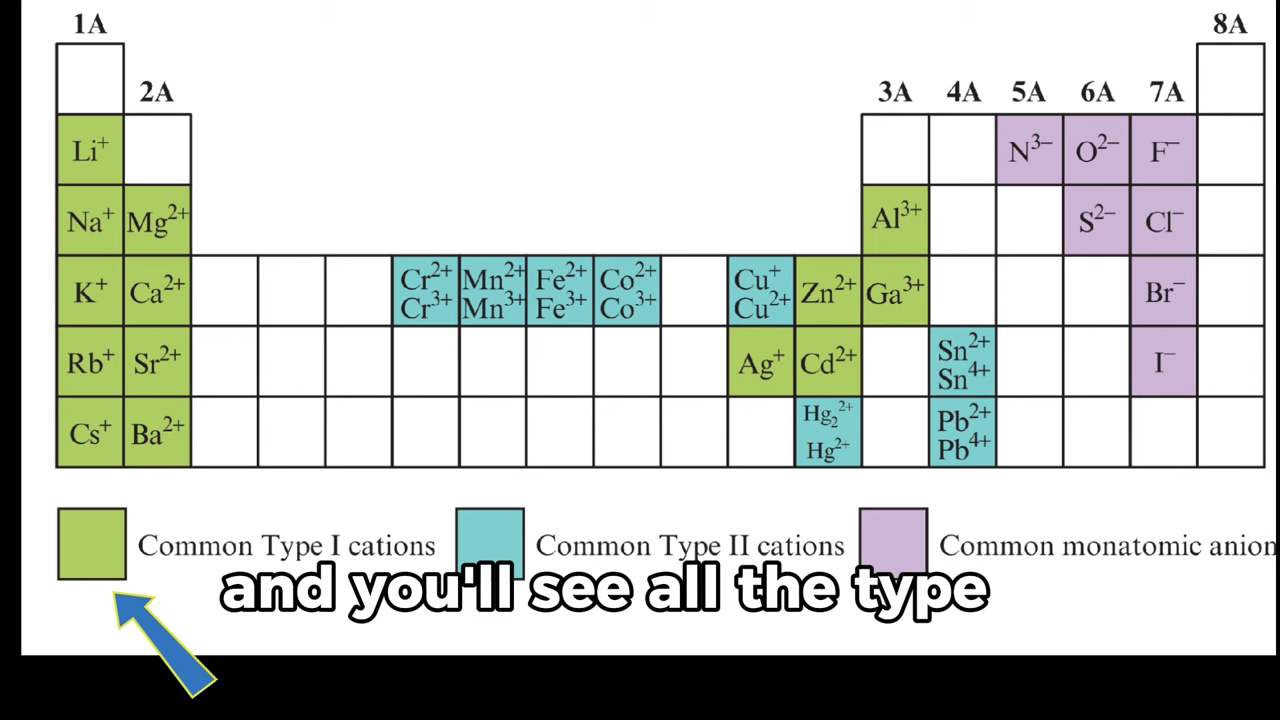 1A 8A
2A 3A 4A 5A 6A 7A
Li⁺ N³⁻ O²⁻ F⁻
Na⁺ Mg²⁺ Al³⁺ S²⁻ Cl⁻
K⁺ Ca²⁺ Cr²⁺ Cr³⁺ Mn²⁺ Mn³⁺ Fe²⁺ Fe³⁺ Co²⁺ Co³⁺ Cu⁺ Cu²⁺ Zn²⁺ Ga³⁺ Br⁻
Rb⁺ Sr²⁺ Ag⁺ Cd²⁺ Sn²⁺ Sn⁴⁺ I⁻
Cs⁺ Ba²⁺ Hg₂²⁺ Hg²⁺ Pb²⁺ Pb⁴⁺
Common Type I cations Common Type II cations Common monatomic anion
and you'll see all the type